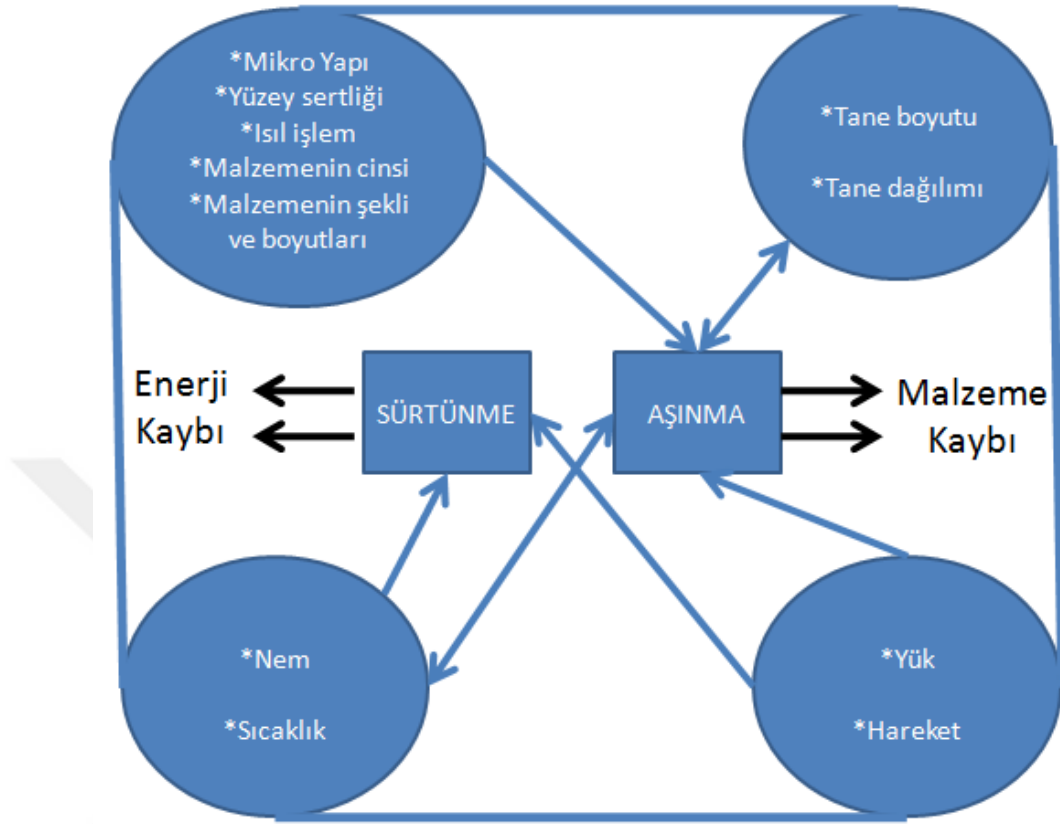 *Mikro Yapı
*Yüzey sertliği
*Isıl işlem
*Malzemenin cinsi
*Malzemenin şekli
ve boyutları
*Tane boyutu
*Tane dağılımı
Enerji
Kaybı
SÜRTÜNME
AŞINMA
Malzeme
Kaybı
*Nem
*Sıcaklık
*Yük
*Hareket